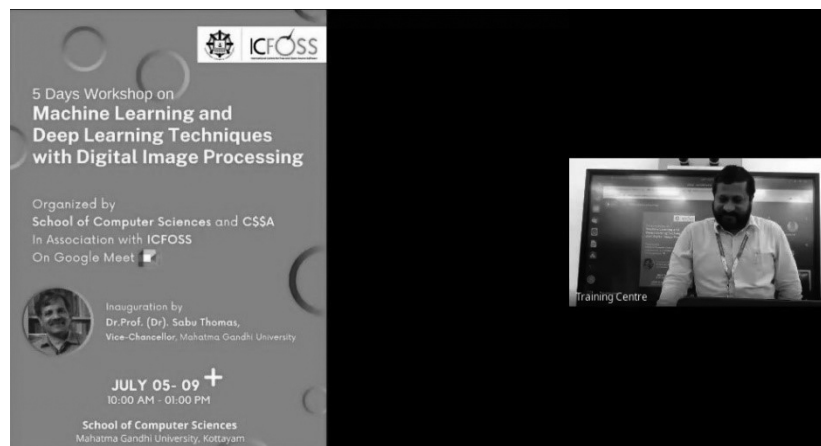 ICFOSS
5 Days Workshop on
Machine Learning and
Deep Learning Techniques
with Digital Image Processing
Organized by
School of Computer Sciences and C$$A
In Association with ICFOSS
On Google Meet
Inauguration by
Dr.Prof. (Dr). Sabu Thomas,
Vice-Chancellor, Mahatma Gandhi University
JULY 05- 09 +
10:00 AM - 01:00 PM
School of Computer Sciences
Mahatma Gandhi University, Kottayam
Training Centre